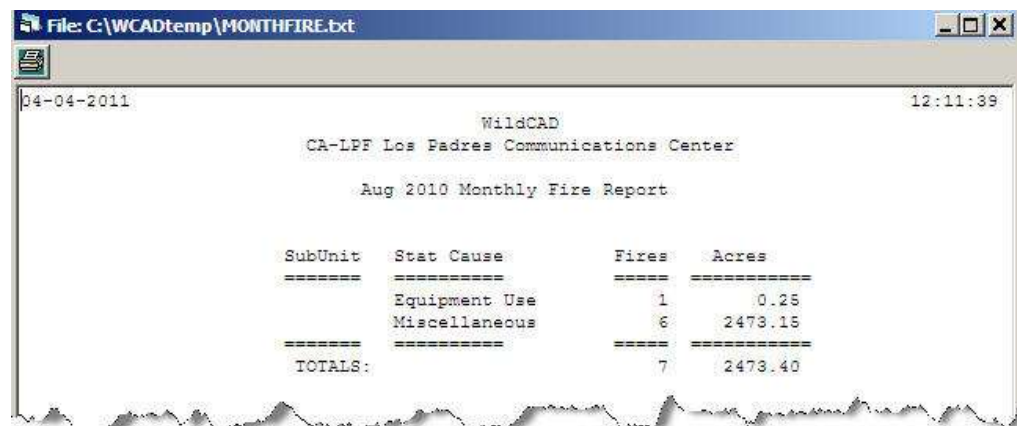 File: C:\WCADtemp\MONTHFIRE.txt
04-04-2011 12:11:39
WildCAD
CA-LPF Los Padres Communications Center
Aug 2010 Monthly Fire Report
SubUnit Stat Cause Fires Acres
======= ========== ===== ===========
Equipment Use 1 0.25
Miscellaneous 6 2473.15
======= ========== ===== ===========
TOTALS: 7 2473.40